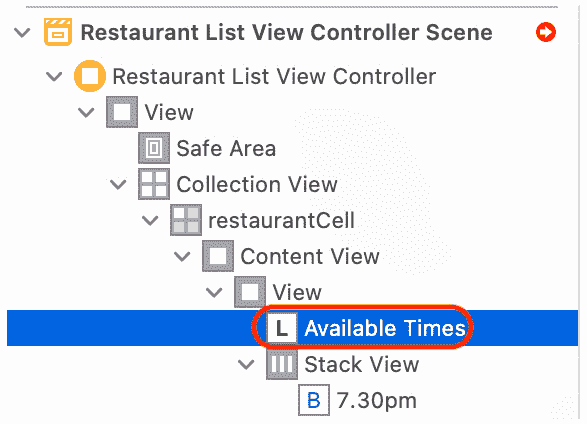 Restaurant List View Controller Scene
Restaurant List View Controller
View
Safe Area
Collection View
restaurantCell
Content View
View
L Available Times
Stack View
B 7.30pm